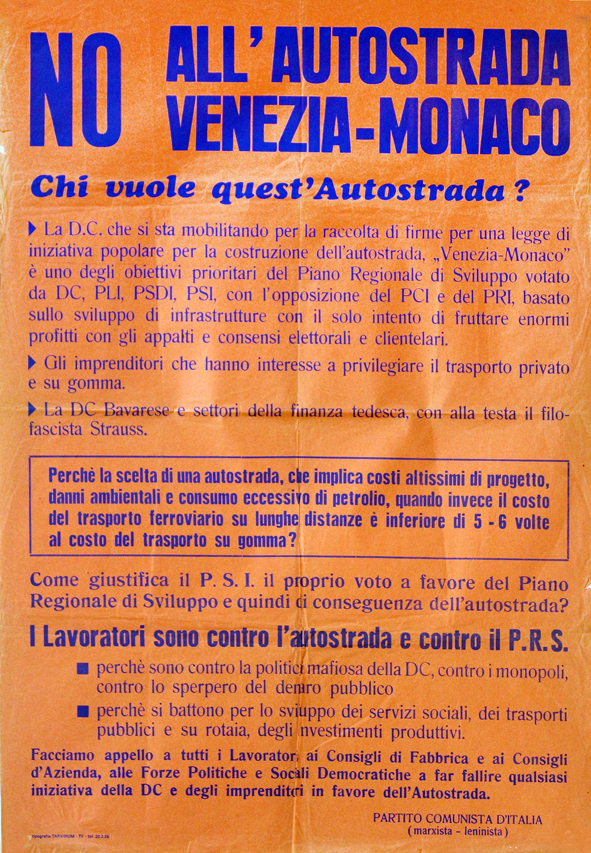 NO ALL'AUTOSTRADA
VENEZIA-MONACO
Chi vuole quest'Autostrada ?
La D.C. che si sta mobilitando per la raccolta di firme per una legge di
iniziativa popolare per la costruzione dell'autostrada, „Venezia-Monaco"
è uno degli obiettivi prioritari del Piano Regionale di Sviluppo votato
da DC, PLI, PSDI, PSI, con l'opposizione del PCI e del PRI, basato
sullo sviluppo di infrastrutture con il solo intento di fruttare enormi
profitti con gli appalti e consensi elettorali e clientelari.
Gli imprenditori che hanno interesse a privilegiare il trasporto privato
e su gomma.
La DC Bavarese e settori della finanza tedesca, con alla testa il filo-
fascista Strauss.
Perchè la scelta di una autostrada, che implica costi altissimi di progetto,
danni ambientali e consumo eccessivo di petrolio, quando invece il costo
del trasporto ferroviario su lunghe distanze è inferiore di 5 - 6 volte
al costo del trasporto su gomma?
Come giustifica il P. S. I. il proprio voto a favore del Piano
Regionale di Sviluppo e quindi di conseguenza dell'autostrada?
I Lavoratori sono contro l'autostrada e contro il P.R.S.
perchè sono contro la politica mafiosa della DC, contro i monopoli,
contro lo sperpero del denaro pubblico
perchè si battono per lo sviluppo dei servizi sociali, dei trasporti
pubblici e su rotaia, degli investimenti produttivi.
Facciamo appello a tutti i Lavoratori, ai Consigli di Fabbrica e ai Consigli
d'Azienda, alle Forze Politiche e Sociali Democratiche a far fallire qualsiasi
iniziativa della DC e degli imprenditori in favore dell'Autostrada.
PARTITO COMUNISTA D'ITALIA
( marxista - leninista )